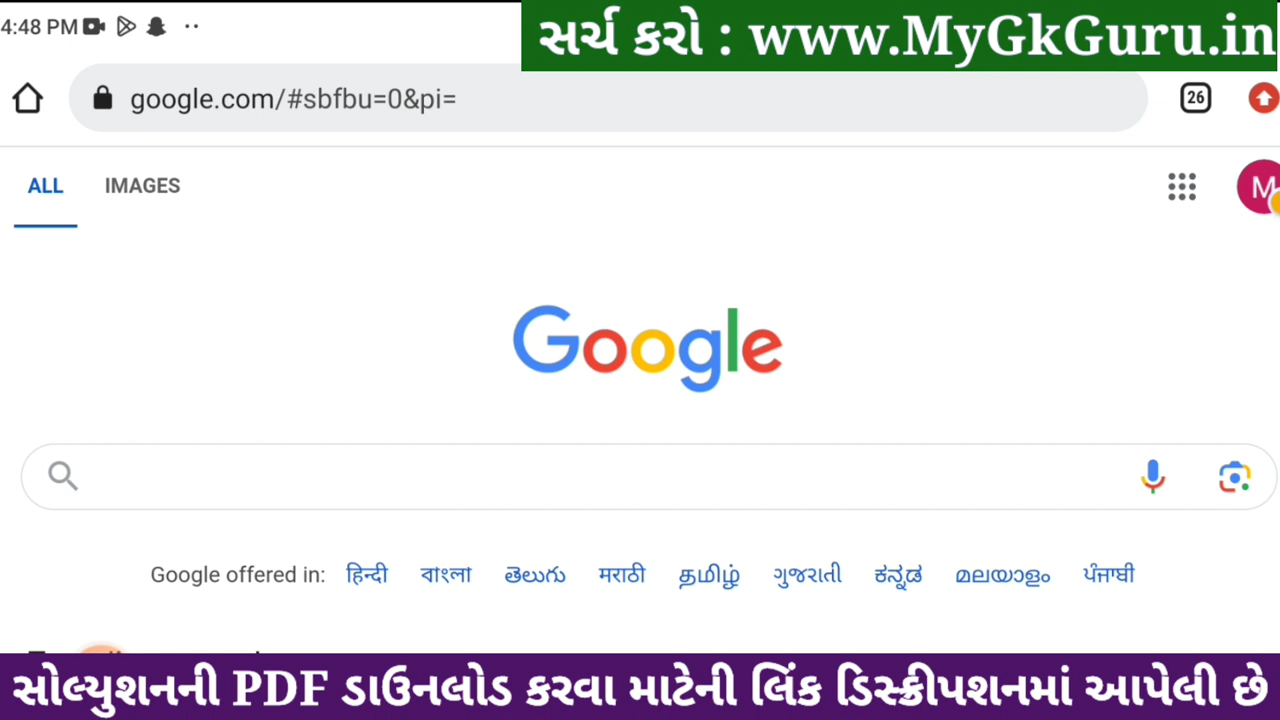 4:48 PM
સર્ચ કરો : www.MyGkGuru.in
google.com/#sbfbu=0&pi=
26
ALL IMAGES
M
Google
Google offered in: हिन्दी বাংলা తెలుగు मराठी தமிழ் ગુજરાતી ಕನ್ನಡ മലയാളം ਪੰਜਾਬੀ
સોલ્યુશનની PDF ડાઉનલોડ કરવા માટેની લિંક ડિસ્ક્રીપશનમાં આપેલી છે